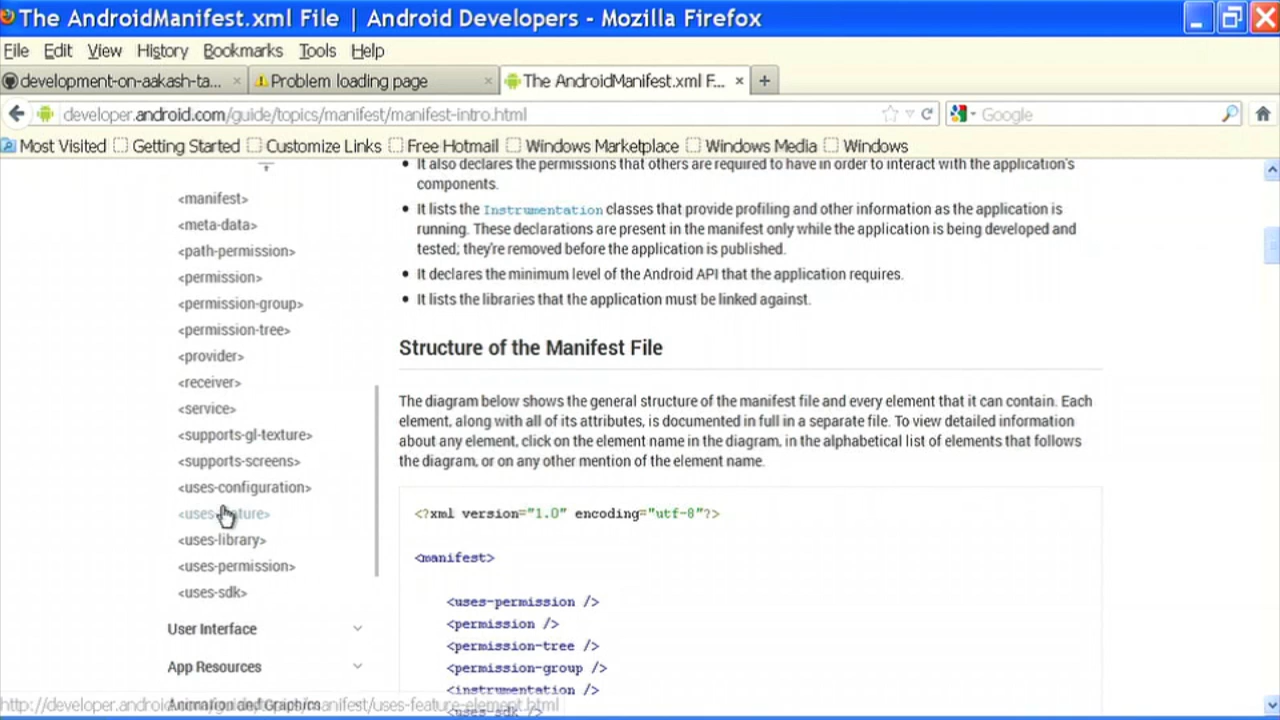 The AndroidManifest.xml File | Android Developers - Mozilla Firefox
File Edit View History Bookmarks Tools Help
development-on-aakash-ta... × Problem loading page × The AndroidManifest.xml F... × +
developer.android.com/guide/topics/manifest/manifest-intro.html Google
Most Visited Getting Started Customize Links Free Hotmail Windows Marketplace Windows Media Windows
<manifest>
<meta-data>
<path-permission>
<permission>
<permission-group>
<permission-tree>
<provider>
<receiver>
<service>
<supports-gl-texture>
<supports-screens>
<uses-configuration>
<uses-feature>
<uses-library>
<uses-permission>
<uses-sdk>
User Interface
App Resources
Animation and Graphics
• It also declares the permissions that others are required to have in order to interact with the application's
components.
• It lists the Instrumentation classes that provide profiling and other information as the application is
running. These declarations are present in the manifest only while the application is being developed and
tested; they're removed before the application is published.
• It declares the minimum level of the Android API that the application requires.
• It lists the libraries that the application must be linked against.
Structure of the Manifest File
The diagram below shows the general structure of the manifest file and every element that it can contain. Each
element, along with all of its attributes, is documented in full in a separate file. To view detailed information
about any element, click on the element name in the diagram, in the alphabetical list of elements that follows
the diagram, or on any other mention of the element name.
<?xml version="1.0" encoding="utf-8"?>
<manifest>
<uses-permission />
<permission />
<permission-tree />
<permission-group />
<instrumentation />
<uses-sdk />